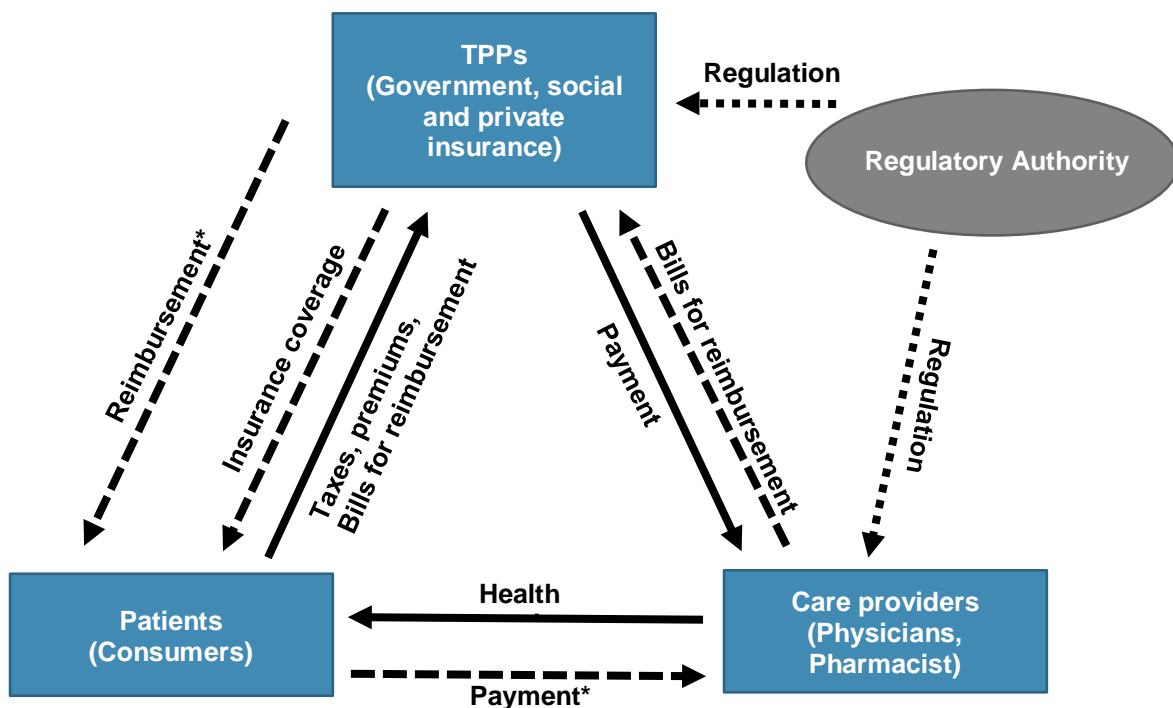 TPPs
(Government, social
and private
insurance)
Regulation
Regulatory Authority
Reimbursement*
Insurance coverage
Taxes, premiums,
Bills for reimbursement
Payment
Bills for reimbursement
Regulation
Patients
(Consumers)
Health
Payment*
Care providers
(Physicians,
Pharmacist)